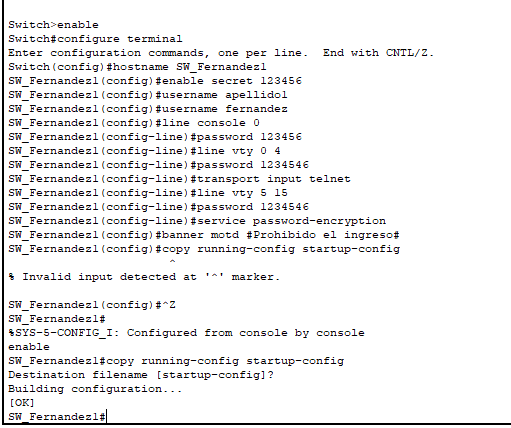 Switch>enable
Switch#configure terminal
Enter configuration commands, one per line.  End with CNTL/Z.
Switch(config)#hostname SW_Fernandez1
SW_Fernandez1(config)#enable secret 123456
SW_Fernandez1(config)#username apellido1
SW_Fernandez1(config)#username fernandez
SW_Fernandez1(config)#line console 0
SW_Fernandez1(config-line)#password 123456
SW_Fernandez1(config-line)#line vty 0 4
SW_Fernandez1(config-line)#password 1234546
SW_Fernandez1(config-line)#transport input telnet
SW_Fernandez1(config-line)#line vty 5 15
SW_Fernandez1(config-line)#password 1234546
SW_Fernandez1(config-line)#service password-encryption
SW_Fernandez1(config)#banner motd #Prohibido el ingreso#
SW_Fernandez1(config)#copy running-config startup-config
^
% Invalid input detected at '^' marker.
SW_Fernandez1(config)#^Z
SW_Fernandez1#
%SYS-5-CONFIG_I: Configured from console by console
enable
SW_Fernandez1#copy running-config startup-config
Destination filename [startup-config]?
Building configuration...
[OK]
SW_Fernandez1#